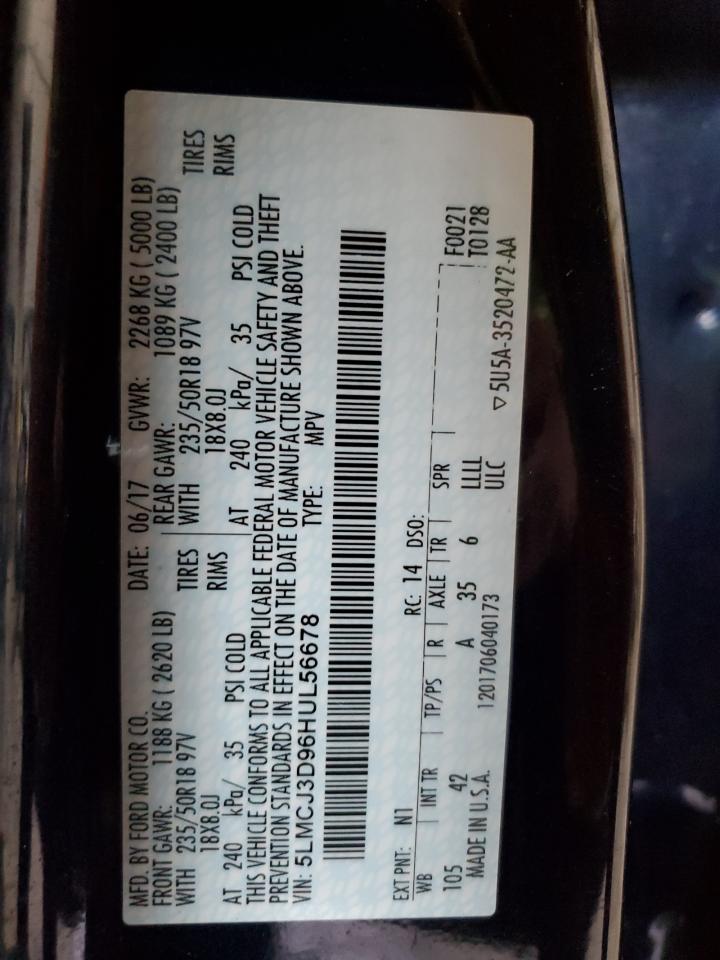 MFD. BY FORD MOTOR CO. DATE: 06/17 GVWR: 2268 KG ( 5000 LB)
FRONT GAWR: 1188 KG ( 2620 LB) REAR GAWR: 1089 KG ( 2400 LB)
WITH 235/50R18 97V TIRES WITH 235/50R18 97V TIRES
18X8.0J RIMS 18X8.0J RIMS
AT 240 kPa/ 35 PSI COLD AT 240 kPa/ 35 PSI COLD
THIS VEHICLE CONFORMS TO ALL APPLICABLE FEDERAL MOTOR VEHICLE SAFETY AND THEFT
PREVENTION STANDARDS IN EFFECT ON THE DATE OF MANUFACTURE SHOWN ABOVE.
VIN: 5LMCJ3D96HUL56678 TYPE: MPV
EXT PNT: N1 RC: 14 DSO:
WB INT TR TP/PS R AXLE TR SPR F0021
105 42 A 35 6 LLLL T0128
MADE IN U.S.A. 1201706040173 ULC ▽5U5A-3520472-AA